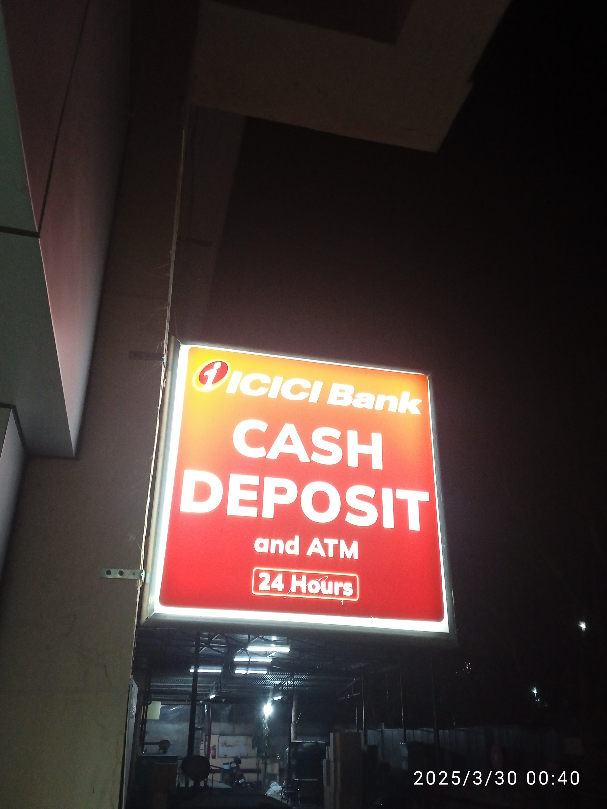 i ICICI Bank
CASH
DEPOSIT
and ATM
24 Hours
2025/3/30 00:40